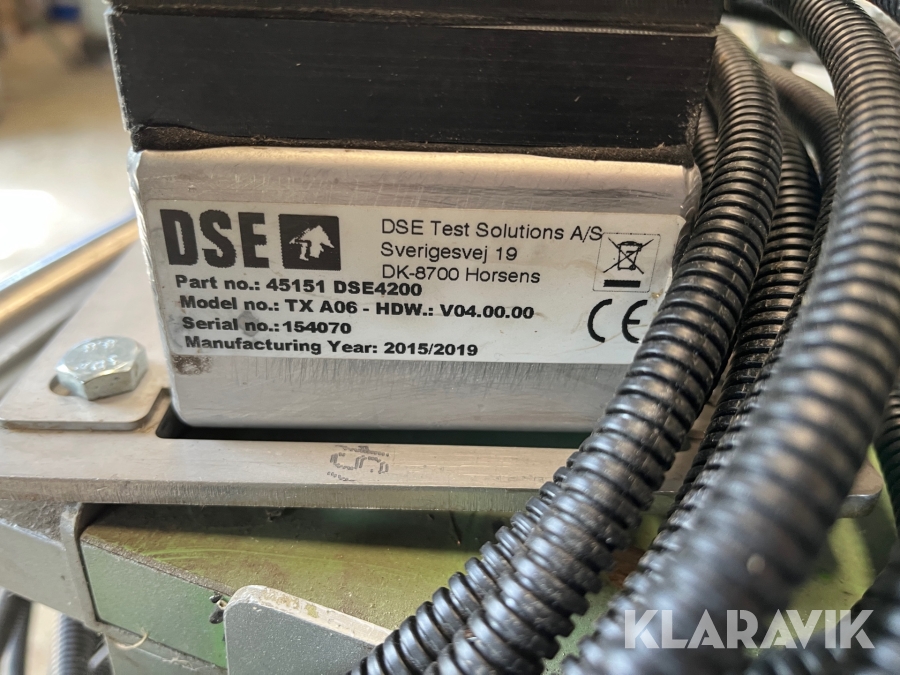 DSE
DSE Test Solutions A/S
Sverigesvej 19
DK-8700 Horsens
Part no.: 45151 DSE4200
Model no.: TX A06 - HDW.: V04.00.00
Serial no.:154070
Manufacturing Year: 2015/2019
CE
KLARAVIK